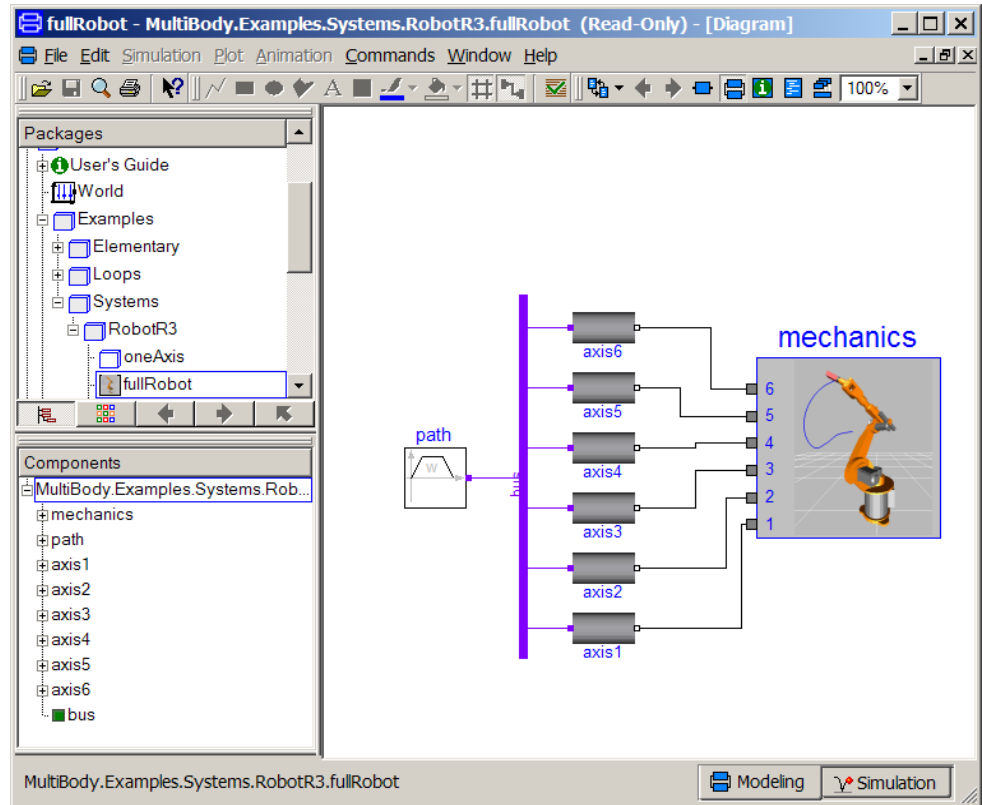 fullRobot - MultiBody.Examples.Systems.RobotR3.fullRobot (Read-Only) - [Diagram]
File Edit Simulation Plot Animation Commands Window Help
100%
Packages
User's Guide
World
Examples
Elementary
Loops
Systems
RobotR3
oneAxis
fullRobot
Components
MultiBody.Examples.Systems.Rob...
mechanics
path
axis1
axis2
axis3
axis4
axis5
axis6
bus
path
w
bus
axis6
axis5
axis4
axis3
axis2
axis1
mechanics
6
5
4
3
2
1
MultiBody.Examples.Systems.RobotR3.fullRobot
Modeling
Simulation